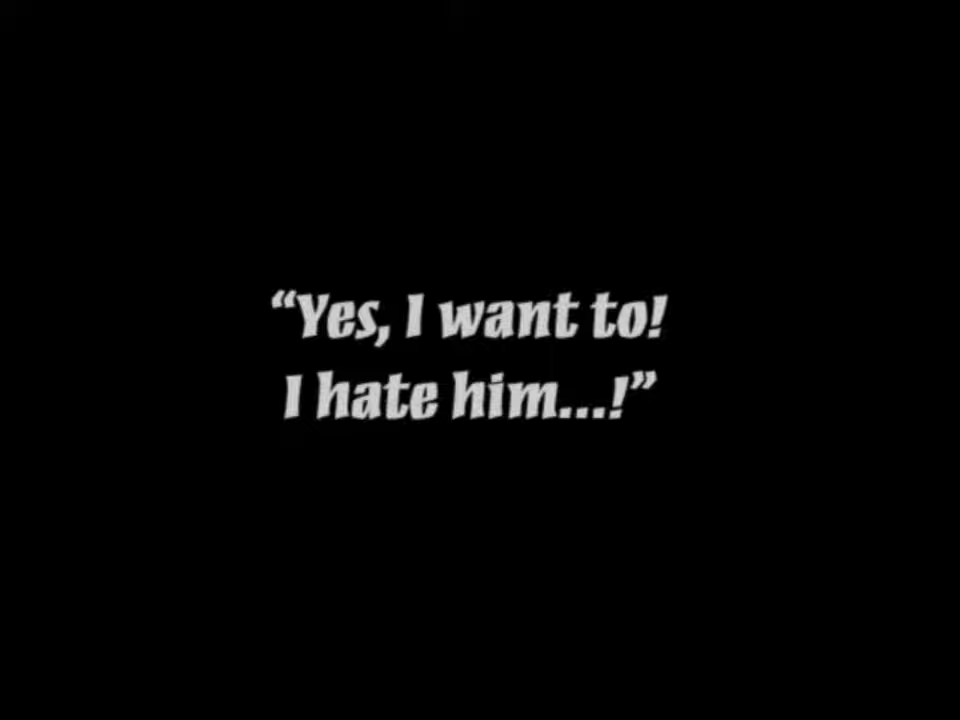 “Yes, I want to!
I hate him...!”